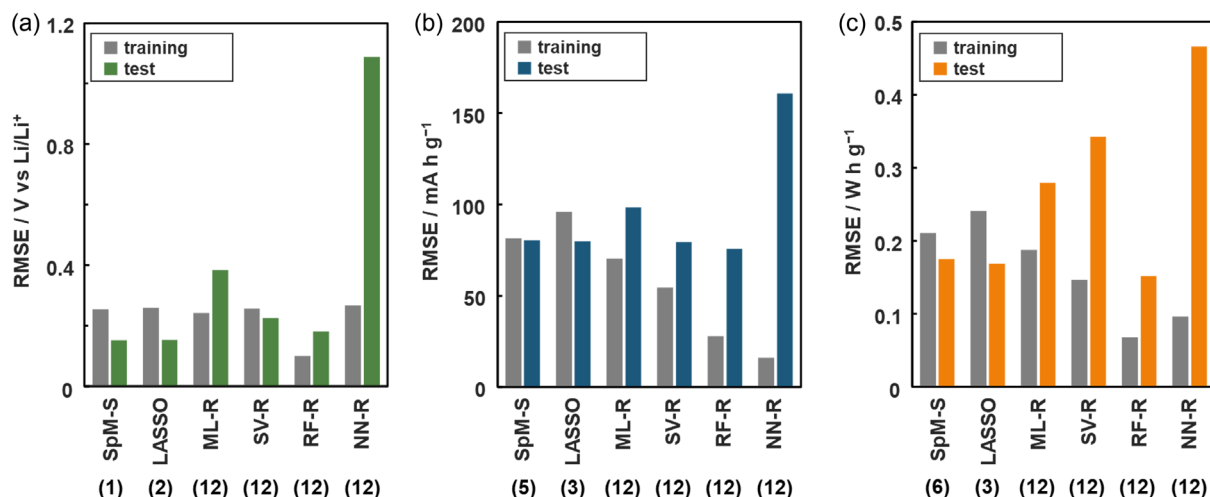 (a)
RMSE / V vs Li/Li⁺
1.2
0.8
0.4
0
training
test
SpM-S
LASSO
ML-R
SV-R
RF-R
NN-R
(1)
(2)
(12)
(12)
(12)
(12)
(b)
RMSE / mA h g⁻¹
200
150
100
50
0
training
test
SpM-S
LASSO
ML-R
SV-R
RF-R
NN-R
(5)
(3)
(12)
(12)
(12)
(12)
(c)
RMSE / W h g⁻¹
0.5
0.4
0.3
0.2
0.1
0
training
test
SpM-S
LASSO
ML-R
SV-R
RF-R
NN-R
(6)
(3)
(12)
(12)
(12)
(12)